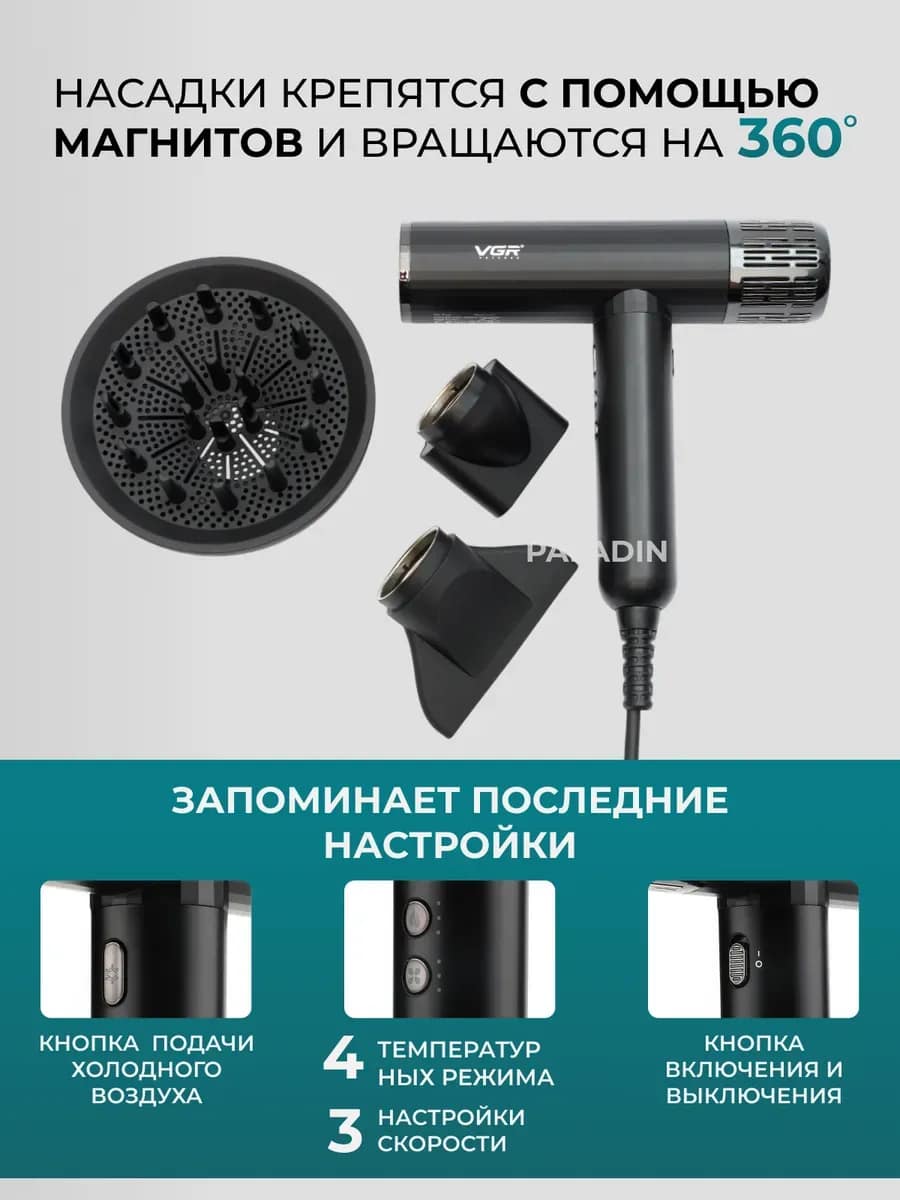 НАСАДКИ КРЕПЯТСЯ С ПОМОЩЬЮ
МАГНИТОВ И ВРАЩАЮТСЯ НА 360°
VGR
PALADIN
ЗАПОМИНАЕТ ПОСЛЕДНИЕ
НАСТРОЙКИ
КНОПКА ПОДАЧИ
ХОЛОДНОГО
ВОЗДУХА
4 ТЕМПЕРАТУР
НЫХ РЕЖИМА
3 НАСТРОЙКИ
СКОРОСТИ
КНОПКА
ВКЛЮЧЕНИЯ И
ВЫКЛЮЧЕНИЯ